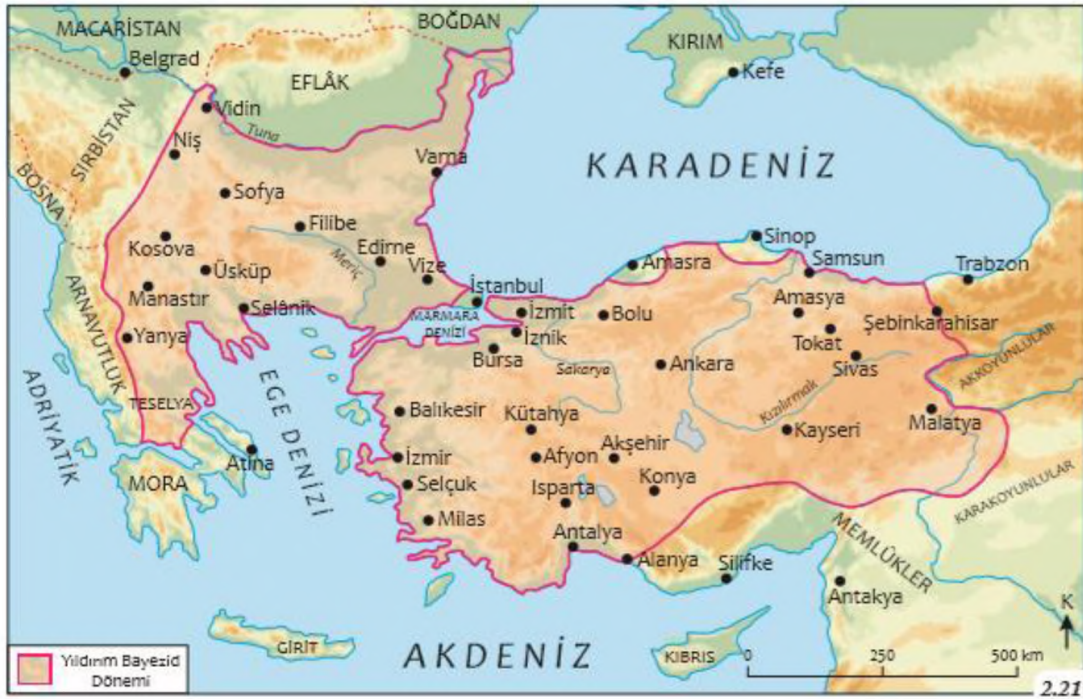 MACARİSTAN
BOĞDAN
KIRIM
Belgrad
EFLÂK
Kefe
Vidin
SIRBİSTAN
Tuna
Niş
Varna
KARADENİZ
BOSNA
Sofya
Filibe
Kosova
Edirne
Sinop
Meriç
Vize
Amasra
Samsun
Trabzon
Üsküp
İstanbul
Manastır
Selânik
MARMARA
DENİZİ
İzmit
Bolu
Amasya
Şebinkarahisar
ARNAVUTLUK
Yanya
İznik
Tokat
Bursa
Sakarya
Ankara
Sivas
AKKOYUNLULAR
ADRİYATİK
TESELYA
EGE DENİZİ
Balıkesir
Kütahya
Kızılırmak
Malatya
Atina
İzmir
Afyon
Akşehir
Kayseri
MORA
Selçuk
Isparta
Konya
KARAKOYUNLULAR
Milas
Antalya
MEMLÛKLER
Alanya
Silifke
Antakya
K
GİRİT
AKDENİZ
KIBRIS
Yıldırım Bayezid
Dönemi
0 250 500 km
2.21